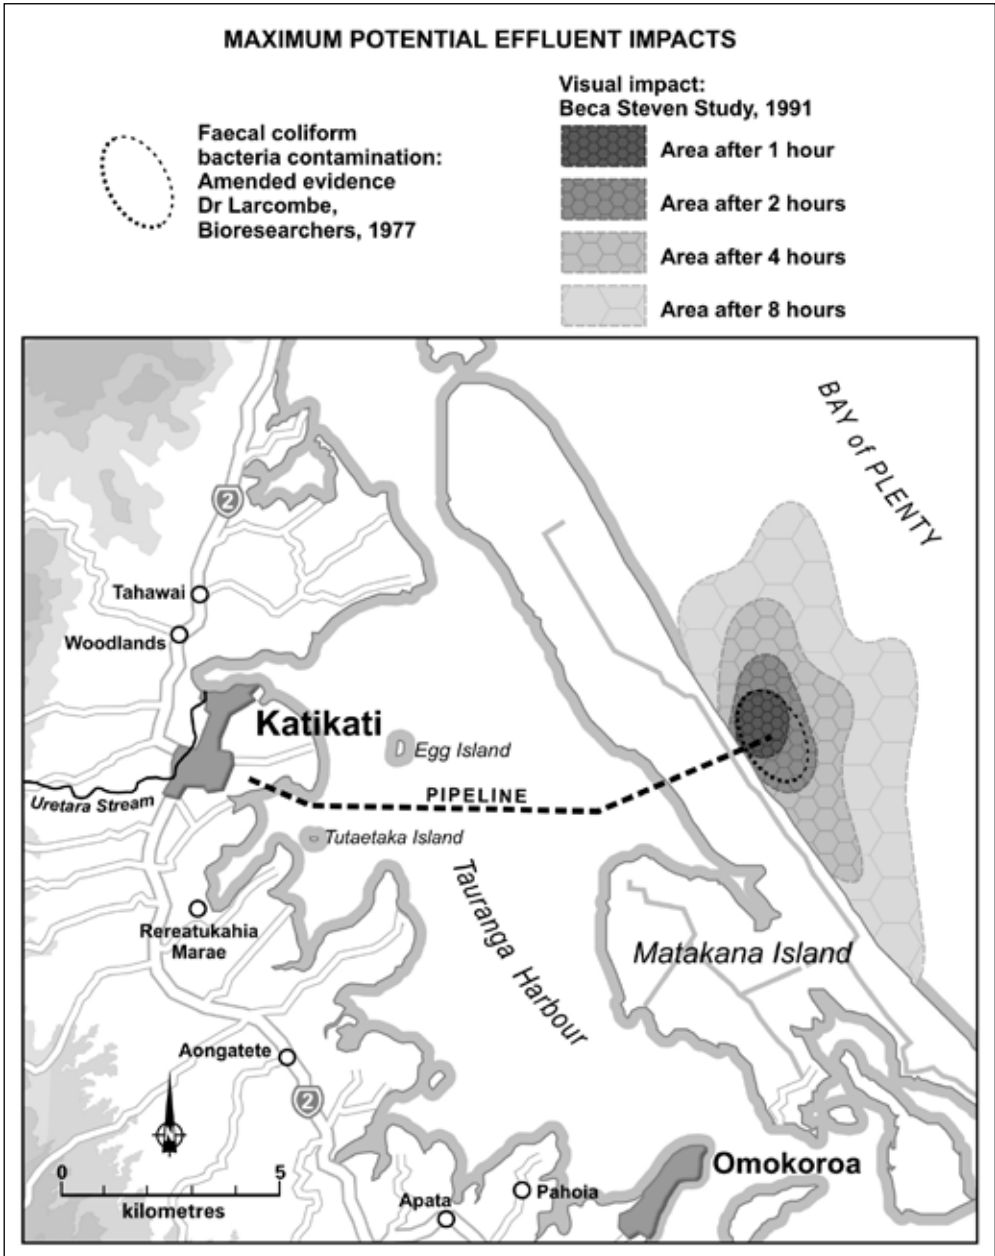 MAXIMUM POTENTIAL EFFLUENT IMPACTS
Faecal coliform
bacteria contamination:
Amended evidence
Dr Larcombe,
Bioresearchers, 1977
Visual impact:
Beca Steven Study, 1991
Area after 1 hour
Area after 2 hours
Area after 4 hours
Area after 8 hours
BAY of PLENTY
2
Tahawai
Woodlands
Katikati
Egg Island
PIPELINE
Uretara Stream
Tutaetaka Island
Tauranga Harbour
Rereatukahia
Marae
Matakana Island
Aongatete
2
N
Omokoroa
0 5
kilometres
Pahoia
Apata